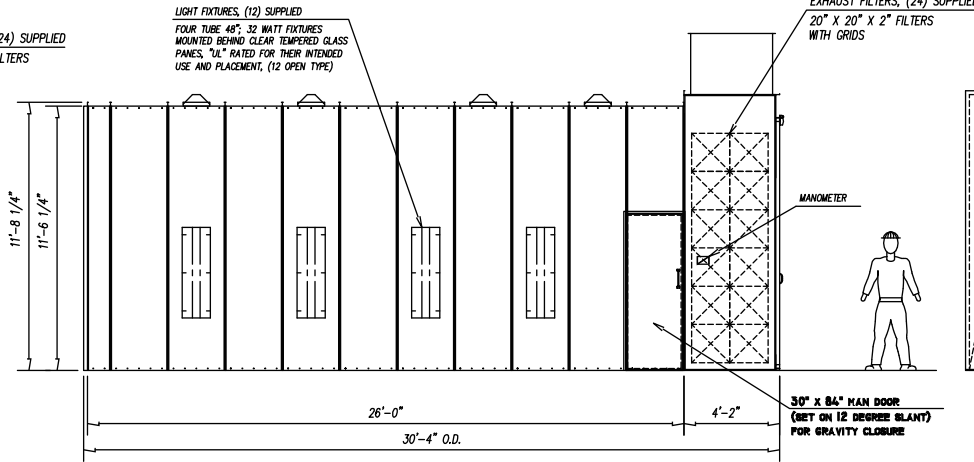 LIGHT FIXTURES, (12) SUPPLIED
FOUR TUBE 48"; 32 WATT FIXTURES
MOUNTED BEHIND CLEAR TEMPERED GLASS
PANES, "UL" RATED FOR THEIR INTENDED
USE AND PLACEMENT, (12 OPEN TYPE)
EXHAUST FILTERS, (24) SUPPLIED
20" X 20" X 2" FILTERS
WITH GRIDS
24) SUPPLIED
LTERS
11'-8 1/4"
11'-6 1/4"
MANOMETER
26'-0"
4'-2"
30'-4" O.D.
30" X 84" MAN DOOR
(SET ON 12 DEGREE SLANT)
FOR GRAVITY CLOSURE